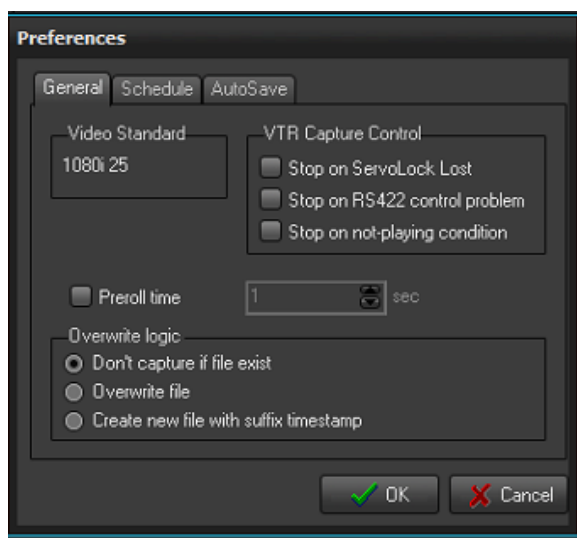 Preferences
General Schedule AutoSave
Video Standard
1080i 25
VTR Capture Control
Stop on ServoLock Lost
Stop on RS422 control problem
Stop on not-playing condition
Preroll time 1 sec
Overwrite logic
Don't capture if file exist
Overwrite file
Create new file with suffix timestamp
OK Cancel